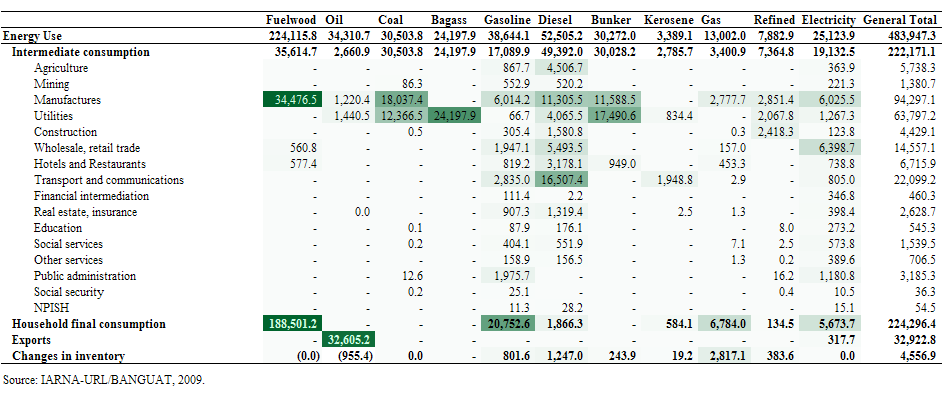 Fuelwood Oil Coal Bagass Gasoline Diesel Bunker Kerosene Gas Refined Electricity General Total
Energy Use 224,115.8 34,310.7 30,503.8 24,197.9 38,644.1 52,505.2 30,272.0 3,389.1 13,002.0 7,882.9 25,123.9 483,947.3
Intermediate consumption 35,614.7 2,660.9 30,503.8 24,197.9 17,089.9 49,392.0 30,028.2 2,785.7 3,400.9 7,364.8 19,132.5 222,171.1
Agriculture - - - - 867.7 4,506.7 - - - - 363.9 5,738.3
Mining - - 86.3 - 552.9 520.2 - - - - 221.3 1,380.7
Manufactures 34,476.5 1,220.4 18,037.4 - 6,014.2 11,305.5 11,588.5 - 2,777.7 2,851.4 6,025.5 94,297.1
Utilities - 1,440.5 12,366.5 24,197.9 66.7 4,065.5 17,490.6 834.4 - 2,067.8 1,267.3 63,797.2
Construction - - 0.5 - 305.4 1,580.8 - - 0.3 2,418.3 123.8 4,429.1
Wholesale, retail trade 560.8 - - - 1,947.1 5,493.5 - - 157.0 - 6,398.7 14,557.1
Hotels and Restaurants 577.4 - - - 819.2 3,178.1 949.0 - 453.3 - 738.8 6,715.9
Transport and communications - - - - 2,835.0 16,507.4 - 1,948.8 2.9 - 805.0 22,099.2
Financial intermediation - - - - 111.4 2.2 - - - - 346.8 460.3
Real estate, insurance - 0.0 - - 907.3 1,319.4 - 2.5 1.3 - 398.4 2,628.7
Education - - 0.1 - 87.9 176.1 - - - 8.0 273.2 545.3
Social services - - 0.2 - 404.1 551.9 - - 7.1 2.5 573.8 1,539.5
Other services - - - - 158.9 156.5 - - 1.3 0.2 389.6 706.5
Public administration - - 12.6 - 1,975.7 - - - - 16.2 1,180.8 3,185.3
Social security - - 0.2 - 25.1 - - - - 0.4 10.5 36.3
NPISH - - - - 11.3 28.2 - - - - 15.1 54.5
Household final consumption 188,501.2 - - - 20,752.6 1,866.3 - 584.1 6,784.0 134.5 5,673.7 224,296.4
Exports - 32,605.2 - - - - - - - - 317.7 32,922.8
Changes in inventory (0.0) (955.4) 0.0 - 801.6 1,247.0 243.9 19.2 2,817.1 383.6 0.0 4,556.9
Source: IARNA-URL/BANGUAT, 2009.